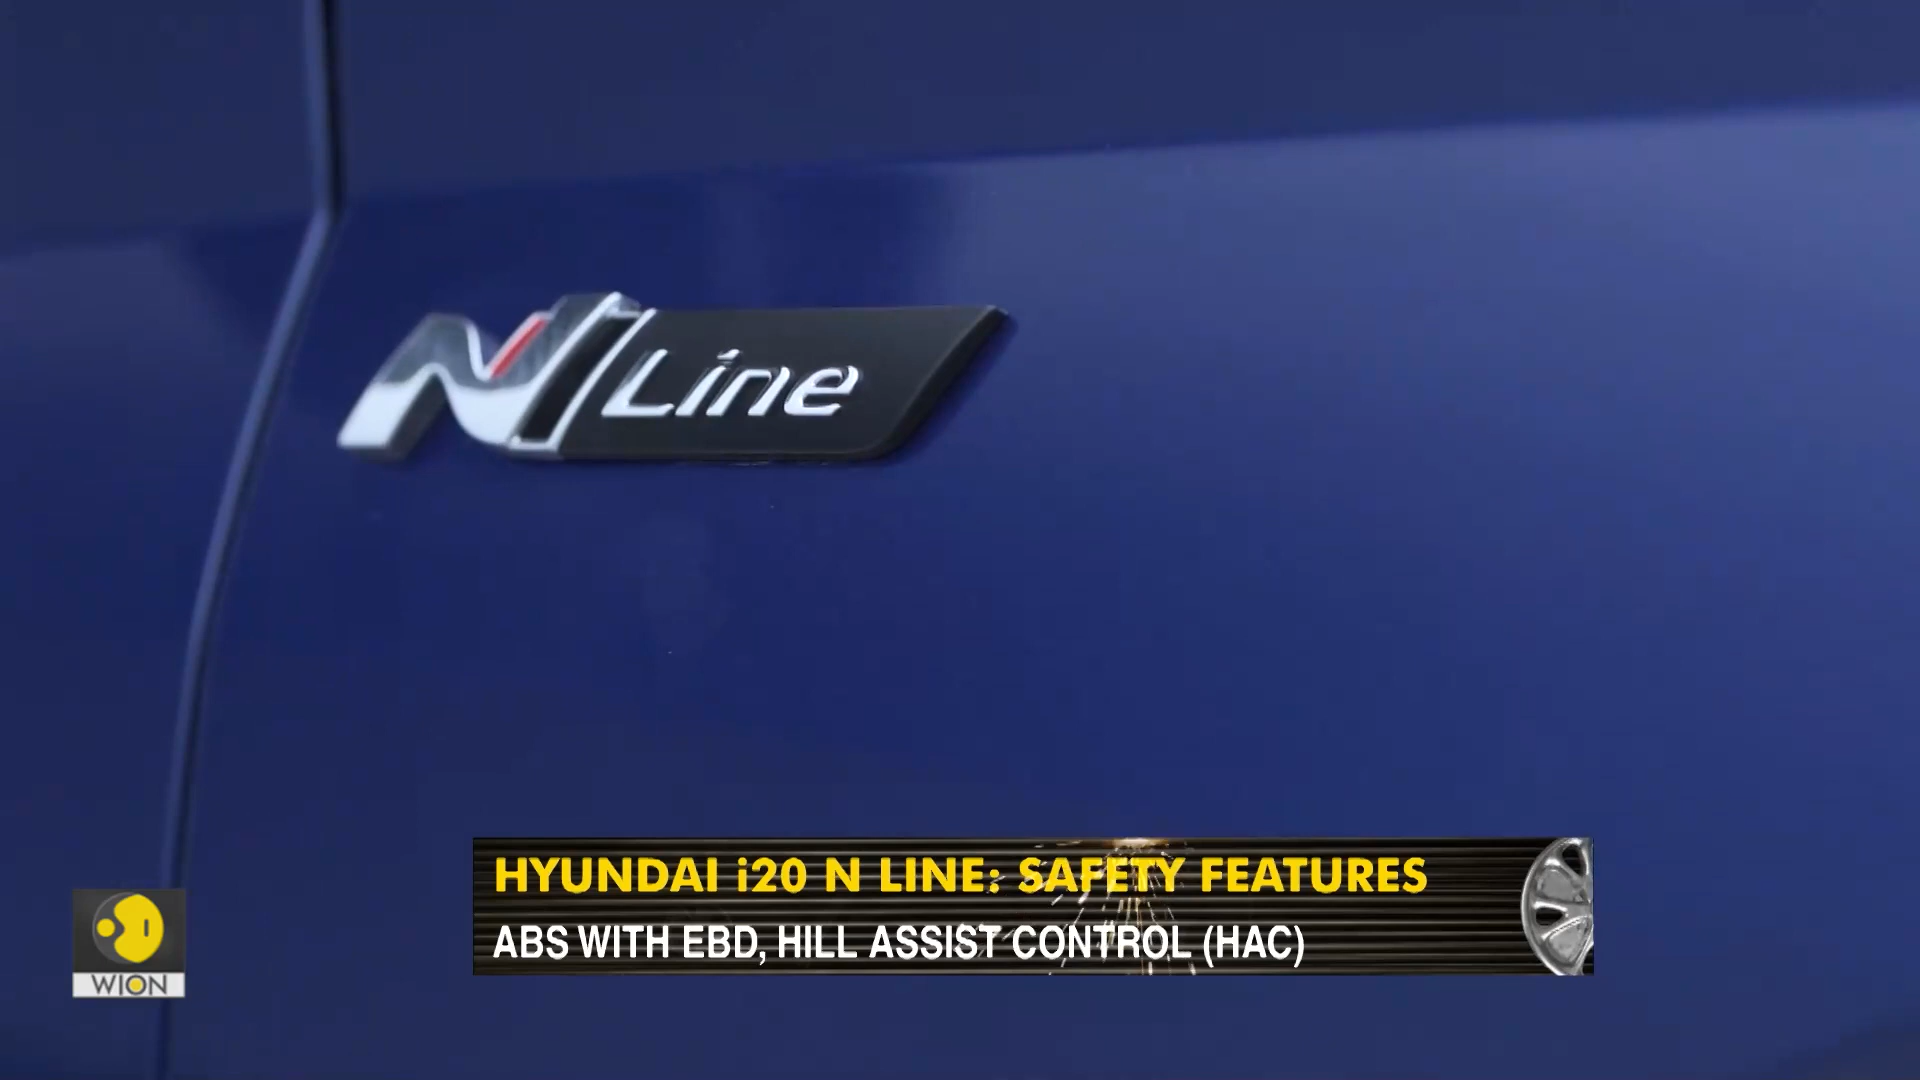 N Line
HYUNDAI i20 N LINE: SAFETY FEATURES
ABS WITH EBD, HILL ASSIST CONTROL (HAC)
WION